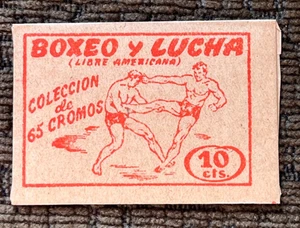 BOXEO Y LUCHA
(LIBRE AMERICANA)
COLECCION
de
65 CROMOS
10
cts.